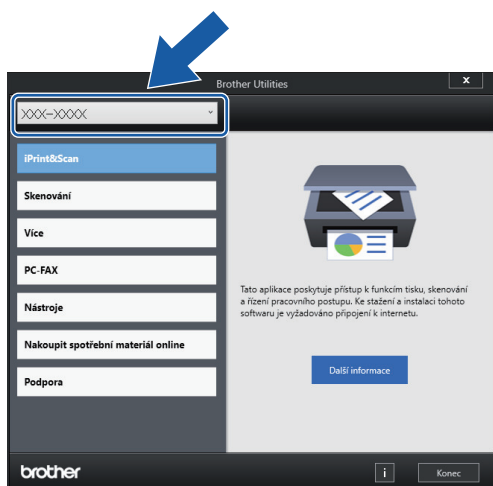 Brother Utilities
x
XXX-XXXX
iPrint&Scan
Skenování
Více
PC-FAX
Nástroje
Nakoupit spotřební materiál online
Podpora
Tato aplikace poskytuje přístup k funkcím tisku, skenování
a řízení pracovního postupu. Ke stažení a instalaci tohoto
softwaru je vyžadováno připojení k internetu.
Další informace
brother
i
Konec